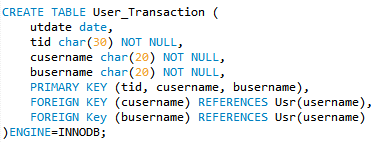 CREATE TABLE User_Transaction (
utdate date,
tid char(30) NOT NULL,
cusername char(20) NOT NULL,
busername char(20) NOT NULL,
PRIMARY KEY (tid, cusername, busername),
FOREIGN KEY (cusername) REFERENCES Usr(username),
FOREIGN KEY (busername) REFERENCES Usr(username)
)ENGINE=INNODB;